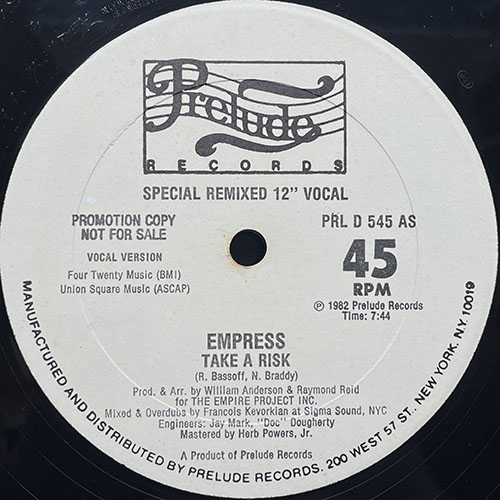 Prelude
RECORDS
SPECIAL REMIXED 12" VOCAL
PROMOTION COPY
NOT FOR SALE
PRL D 545 AS
VOCAL VERSION
45
RPM
Four Twenty Music (BMI)
Union Square Music (ASCAP)
℗ 1982 Prelude Records
Time: 7:44
EMPRESS
TAKE A RISK
(R. Bassoff, N. Braddy)
Prod. & Arr. by William Anderson & Raymond Reid
for THE EMPIRE PROJECT INC.
Mixed & Overdubs by Francois Kevorkian at Sigma Sound, NYC
Engineers: Jay Mark, "Doc" Dougherty
Mastered by Herb Powers, Jr.
A Product of Prelude Records
MANUFACTURED AND DISTRIBUTED BY PRELUDE RECORDS, 200 WEST 57 ST. NEW YORK, NY. 10019